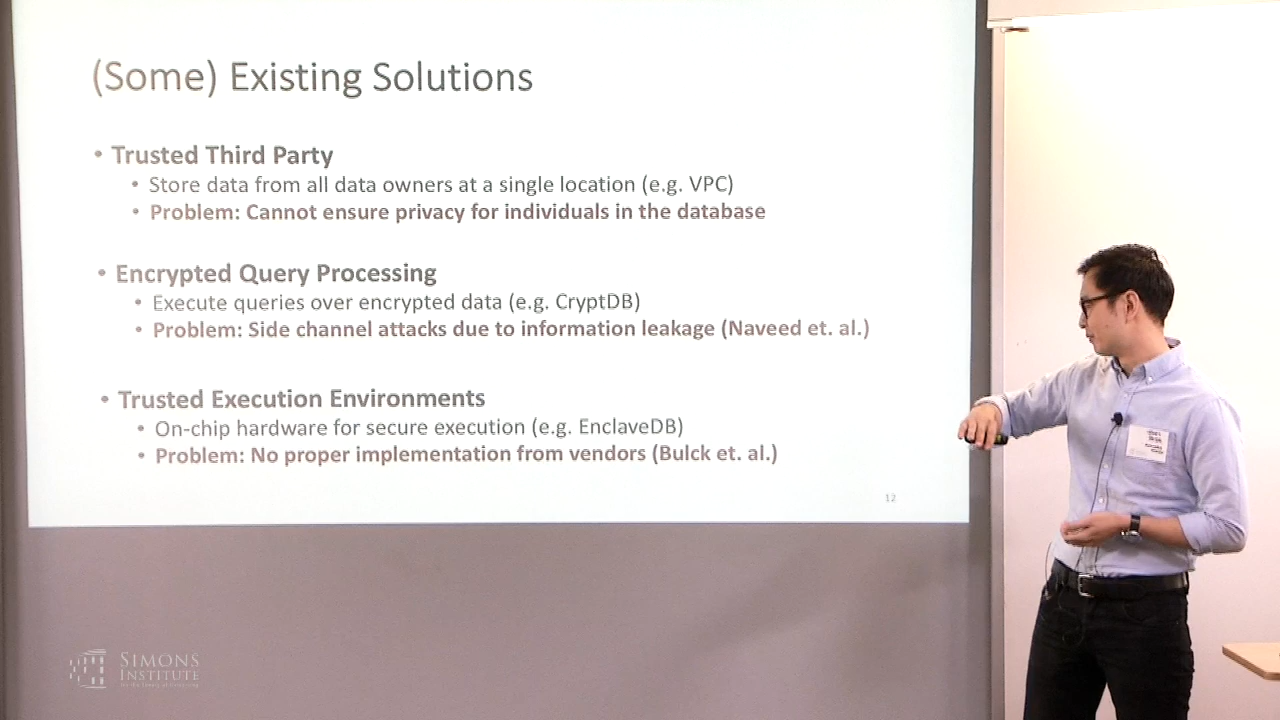 (Some) Existing Solutions
• Trusted Third Party
• Store data from all data owners at a single location (e.g. VPC)
• Problem: Cannot ensure privacy for individuals in the database
• Encrypted Query Processing
• Execute queries over encrypted data (e.g. CryptDB)
• Problem: Side channel attacks due to information leakage (Naveed et. al.)
• Trusted Execution Environments
• On-chip hardware for secure execution (e.g. EnclaveDB)
• Problem: No proper implementation from vendors (Bulck et. al.)
12
SIMONS
INSTITUTE